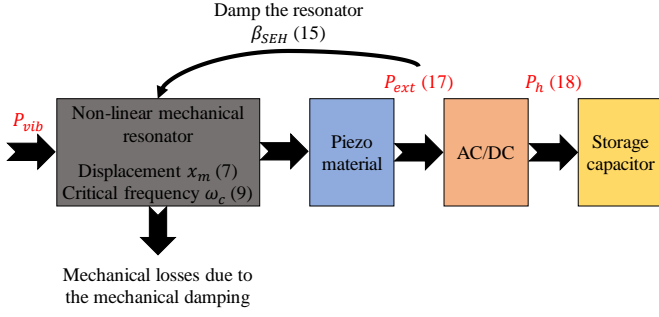 Damp the resonator
β_SEH (15)
P_ext (17)
P_h (18)
P_vib
Non-linear mechanical
resonator
Displacement x_m (7)
Critical frequency ω_c (9)
Piezo
material
AC/DC
Storage
capacitor
Mechanical losses due to
the mechanical damping